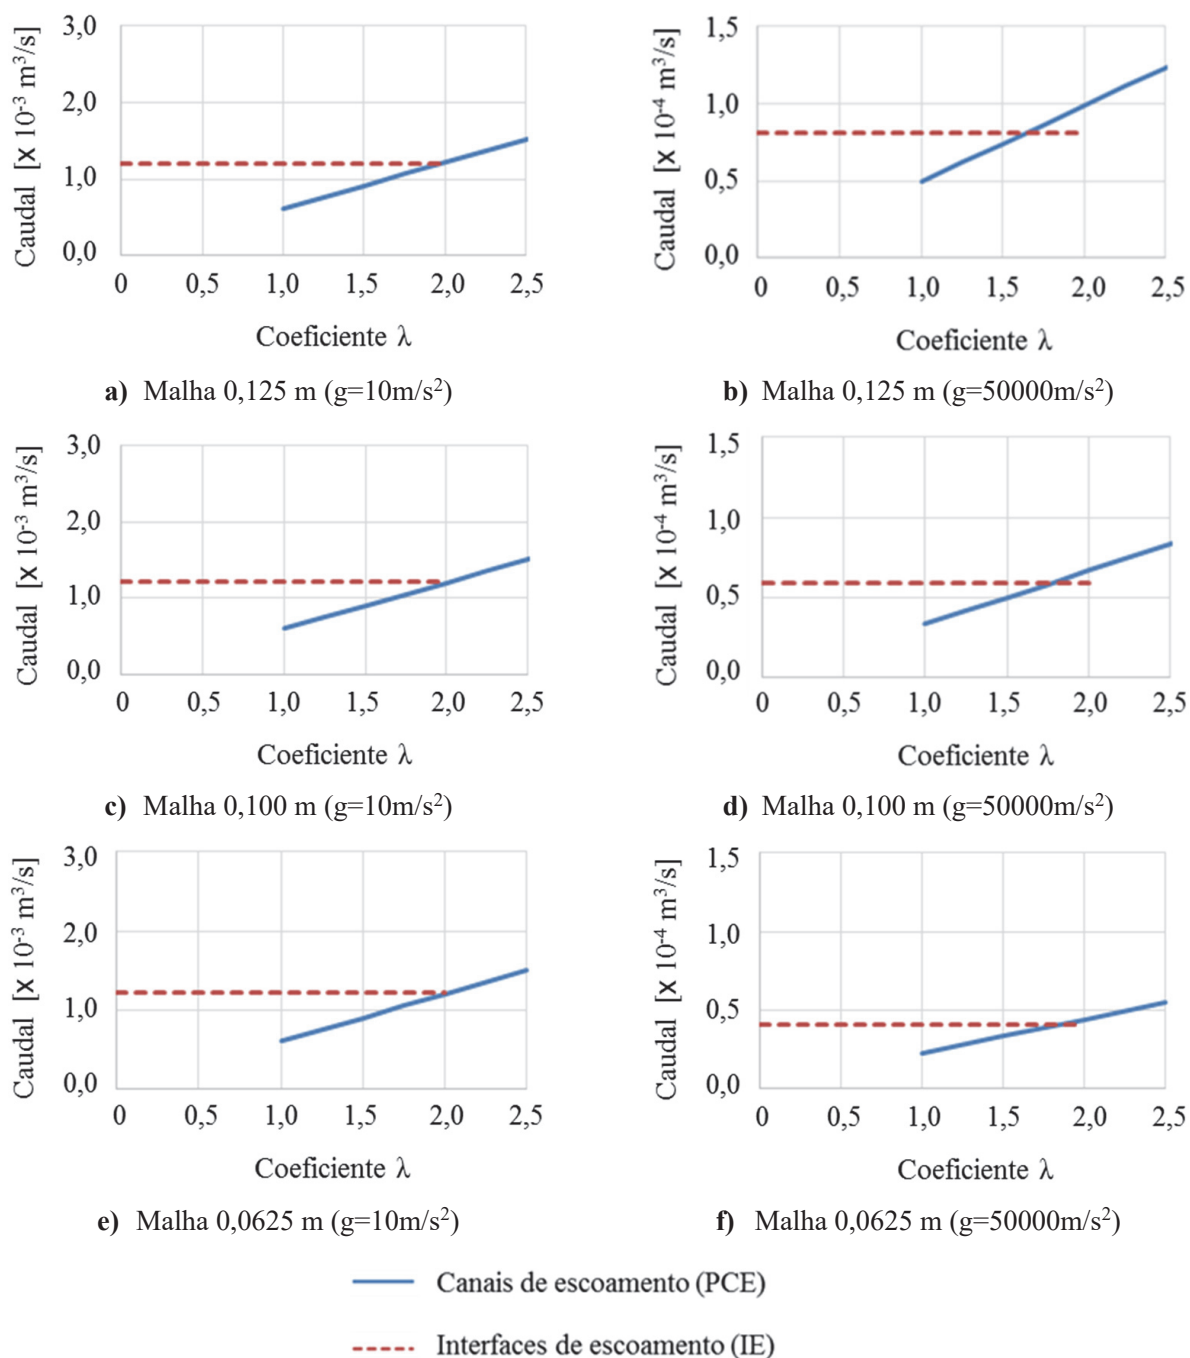 Caudal [x 10⁻³ m³/s]
3,0
2,0
1,0
0,0
0 0,5 1,0 1,5 2,0 2,5
Coeficiente λ
a) Malha 0,125 m (g=10m/s²)
Caudal [x 10⁻⁴ m³/s]
1,5
1,0
0,5
0,0
0 0,5 1,0 1,5 2,0 2,5
Coeficiente λ
b) Malha 0,125 m (g=50000m/s²)
Caudal [x 10⁻³ m³/s]
3,0
2,0
1,0
0,0
0 0,5 1,0 1,5 2,0 2,5
Coeficiente λ
c) Malha 0,100 m (g=10m/s²)
Caudal [x 10⁻⁴ m³/s]
1,5
1,0
0,5
0,0
0 0,5 1,0 1,5 2,0 2,5
Coeficiente λ
d) Malha 0,100 m (g=50000m/s²)
Caudal [x 10⁻³ m³/s]
3,0
2,0
1,0
0,0
0 0,5 1,0 1,5 2,0 2,5
Coeficiente λ
e) Malha 0,0625 m (g=10m/s²)
Caudal [x 10⁻⁴ m³/s]
1,5
1,0
0,5
0,0
0 0,5 1,0 1,5 2,0 2,5
Coeficiente λ
f) Malha 0,0625 m (g=50000m/s²)
Canais de escoamento (PCE)
Interfaces de escoamento (IE)